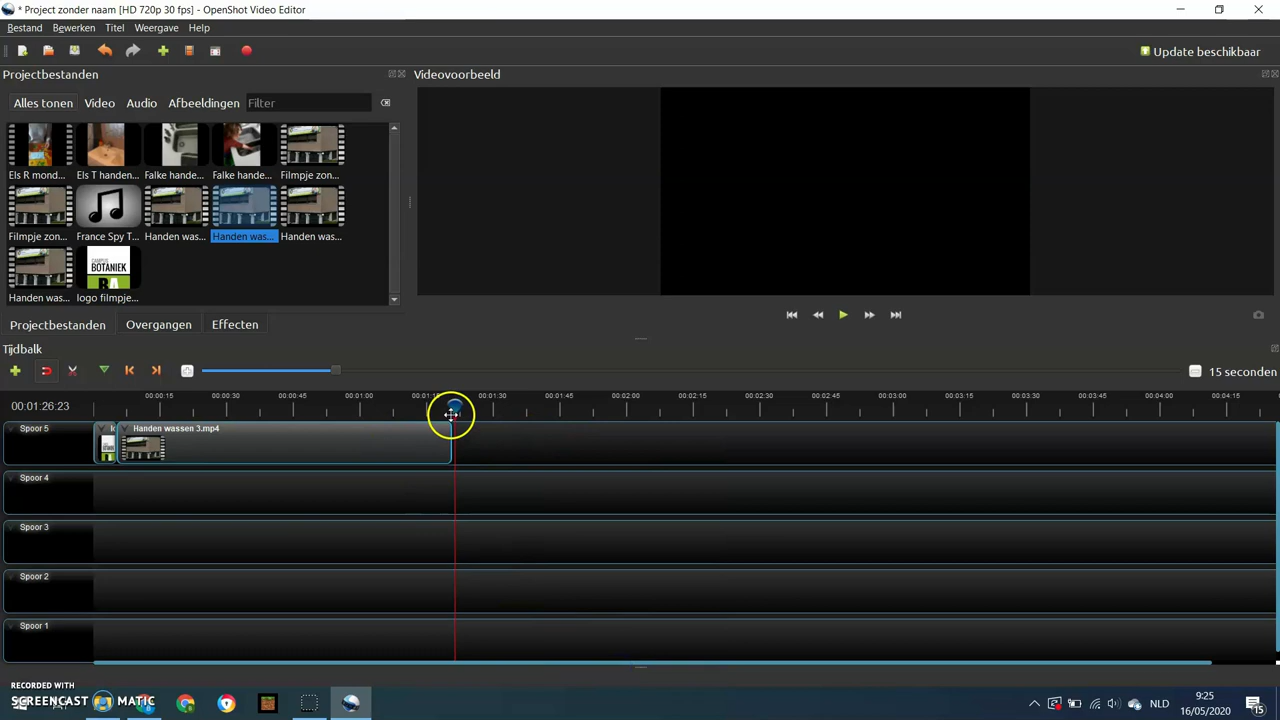 * Project zonder naam [HD 720p 30 fps] - OpenShot Video Editor
Bestand Bewerken Titel Weergave Help
Update beschikbaar
Projectbestanden
Videovoorbeeld
Alles tonen Video Audio Afbeeldingen Filter
Els R mond... Els T handen... Falke hande... Falke hande... Filmpje zon...
Filmpje zon... France Spy T... Handen was... Handen was... Handen was...
CAMPUS
BOTANIEK
BA
Handen was... logo filmpje...
Projectbestanden Overgangen Effecten
Tijdbalk
15 seconden
00:01:26:23
00:00:15 00:00:30 00:00:45 00:01:00 00:01:15 00:01:30 00:01:45 00:02:00 00:02:15 00:02:30 00:02:45 00:03:00 00:03:15 00:03:30 00:03:45 00:04:00 00:04:15
Spoor 5 Handen wassen 3.mp4
Spoor 4
Spoor 3
Spoor 2
Spoor 1
RECORDED WITH
SCREENCAST MATIC
NLD
9:25
16/05/2020
15